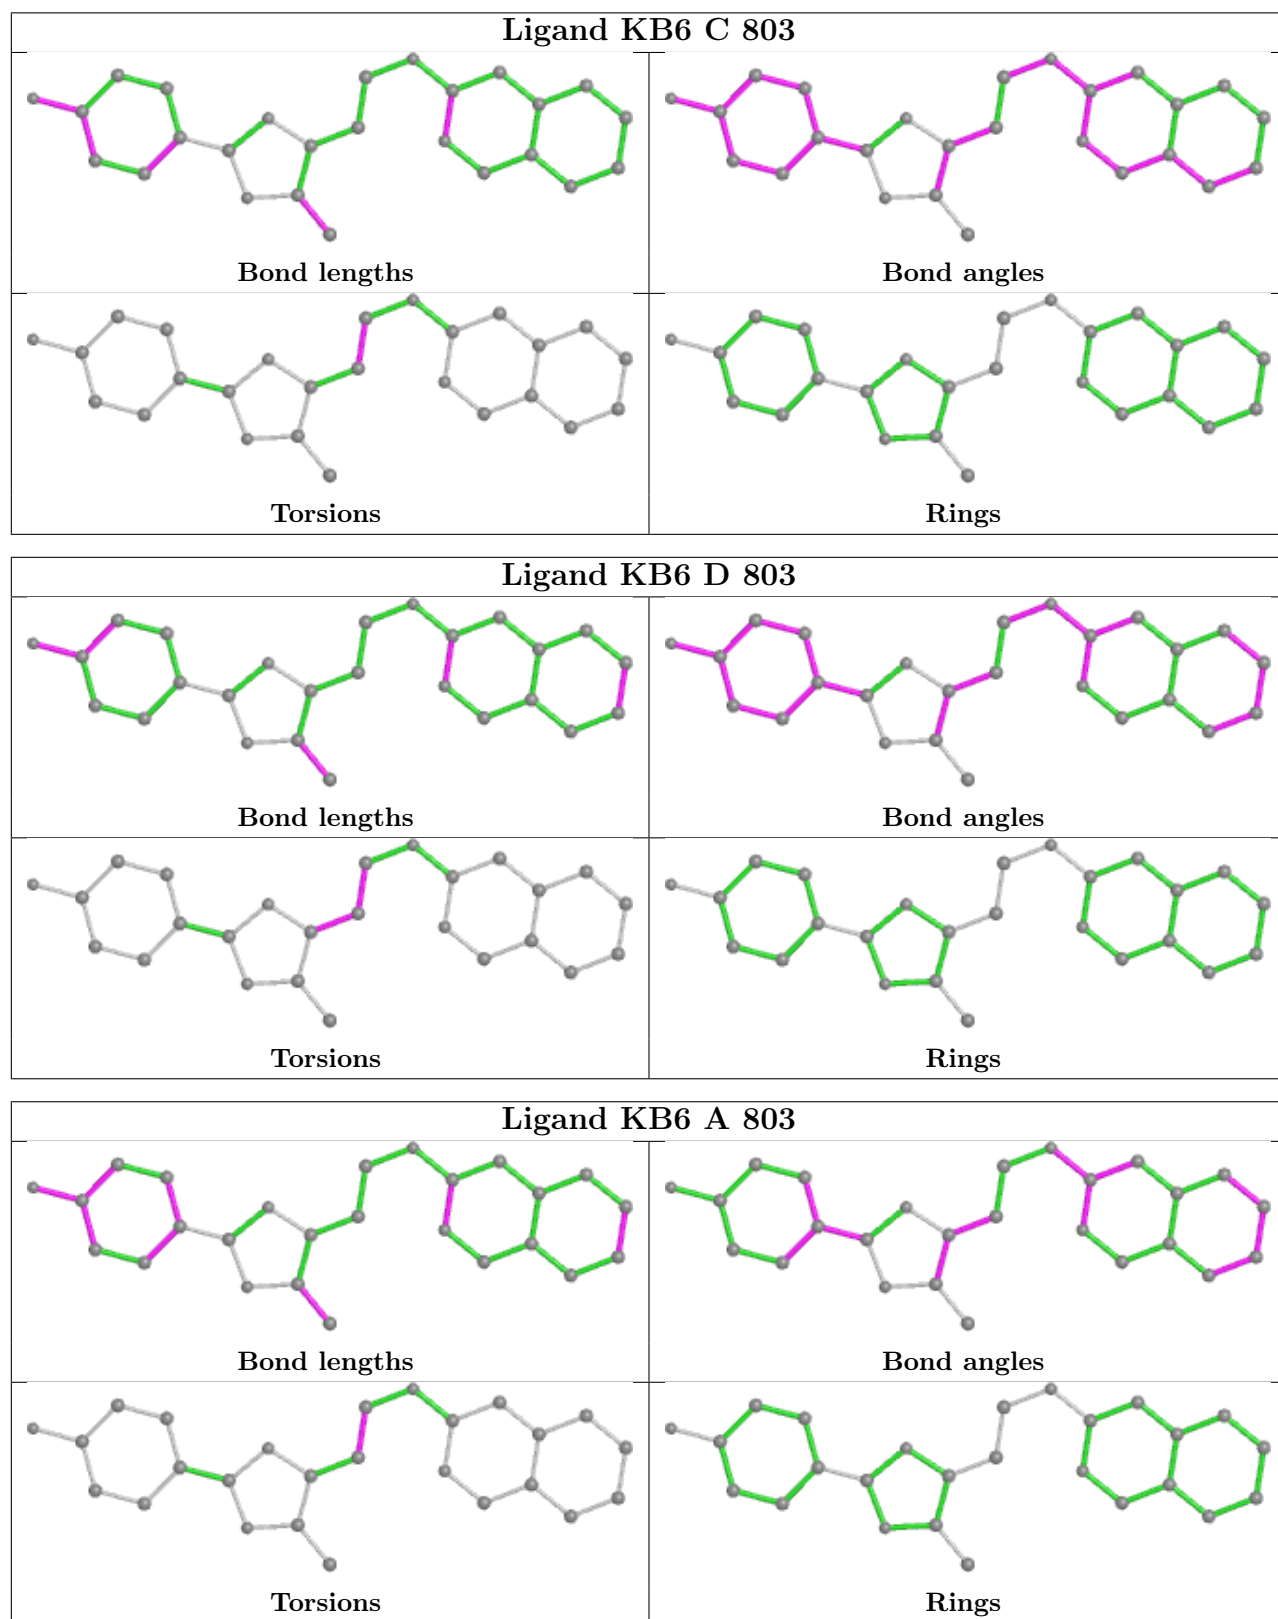 Ligand KB6 C 803
Bond lengths
Bond angles
Torsions
Rings
Ligand KB6 D 803
Bond lengths
Bond angles
Torsions
Rings
Ligand KB6 A 803
Bond lengths
Bond angles
Torsions
Rings